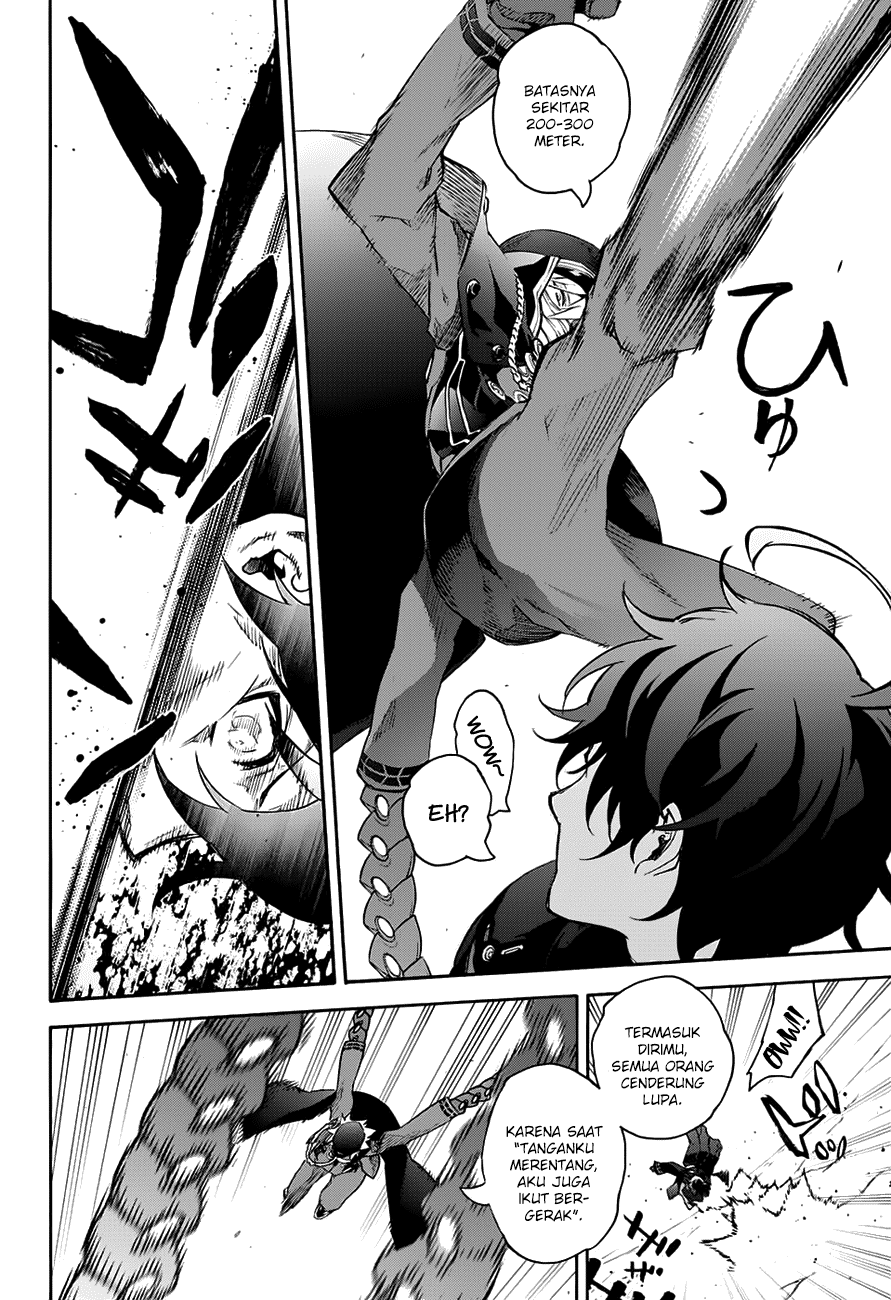 BATASNYA
SEKITAR
200-300
METER.
ひゅっ
WOW~
EH?
OWW!!
TERMASUK
DIRIMU,
SEMUA ORANG
CENDERUNG
LUPA.
KARENA SAAT
"TANGANKU
MERENTANG,
AKU JUGA
IKUT BER-
GERAK".